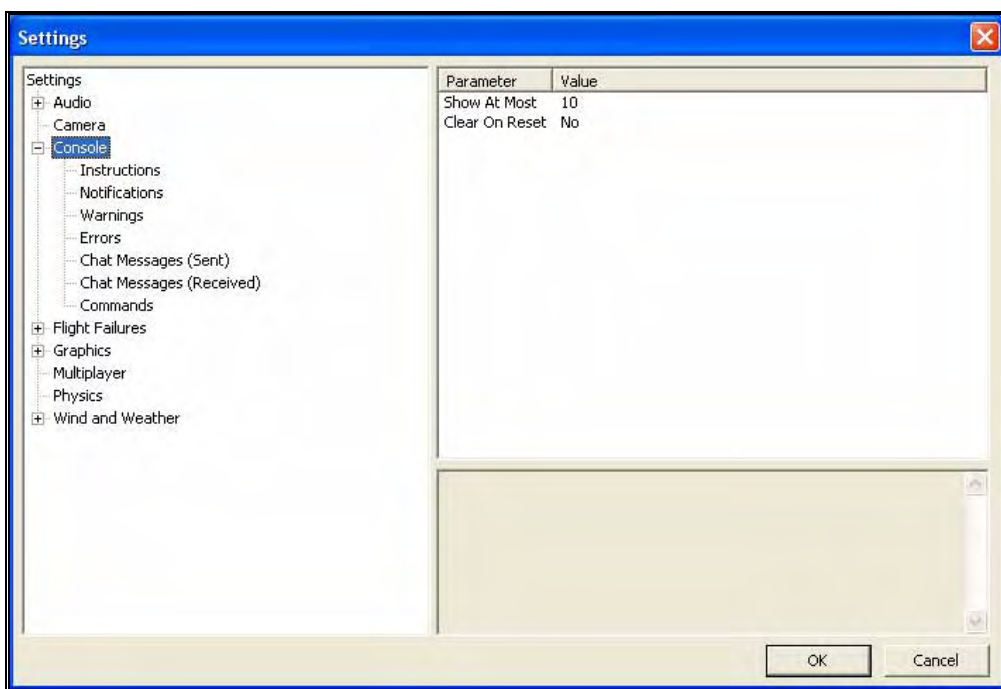 Settings
Settings
Audio
Camera
Console
Instructions
Notifications
Warnings
Errors
Chat Messages (Sent)
Chat Messages (Received)
Commands
Flight Failures
Graphics
Multiplayer
Physics
Wind and Weather
Parameter Value
Show At Most 10
Clear On Reset No
OK Cancel